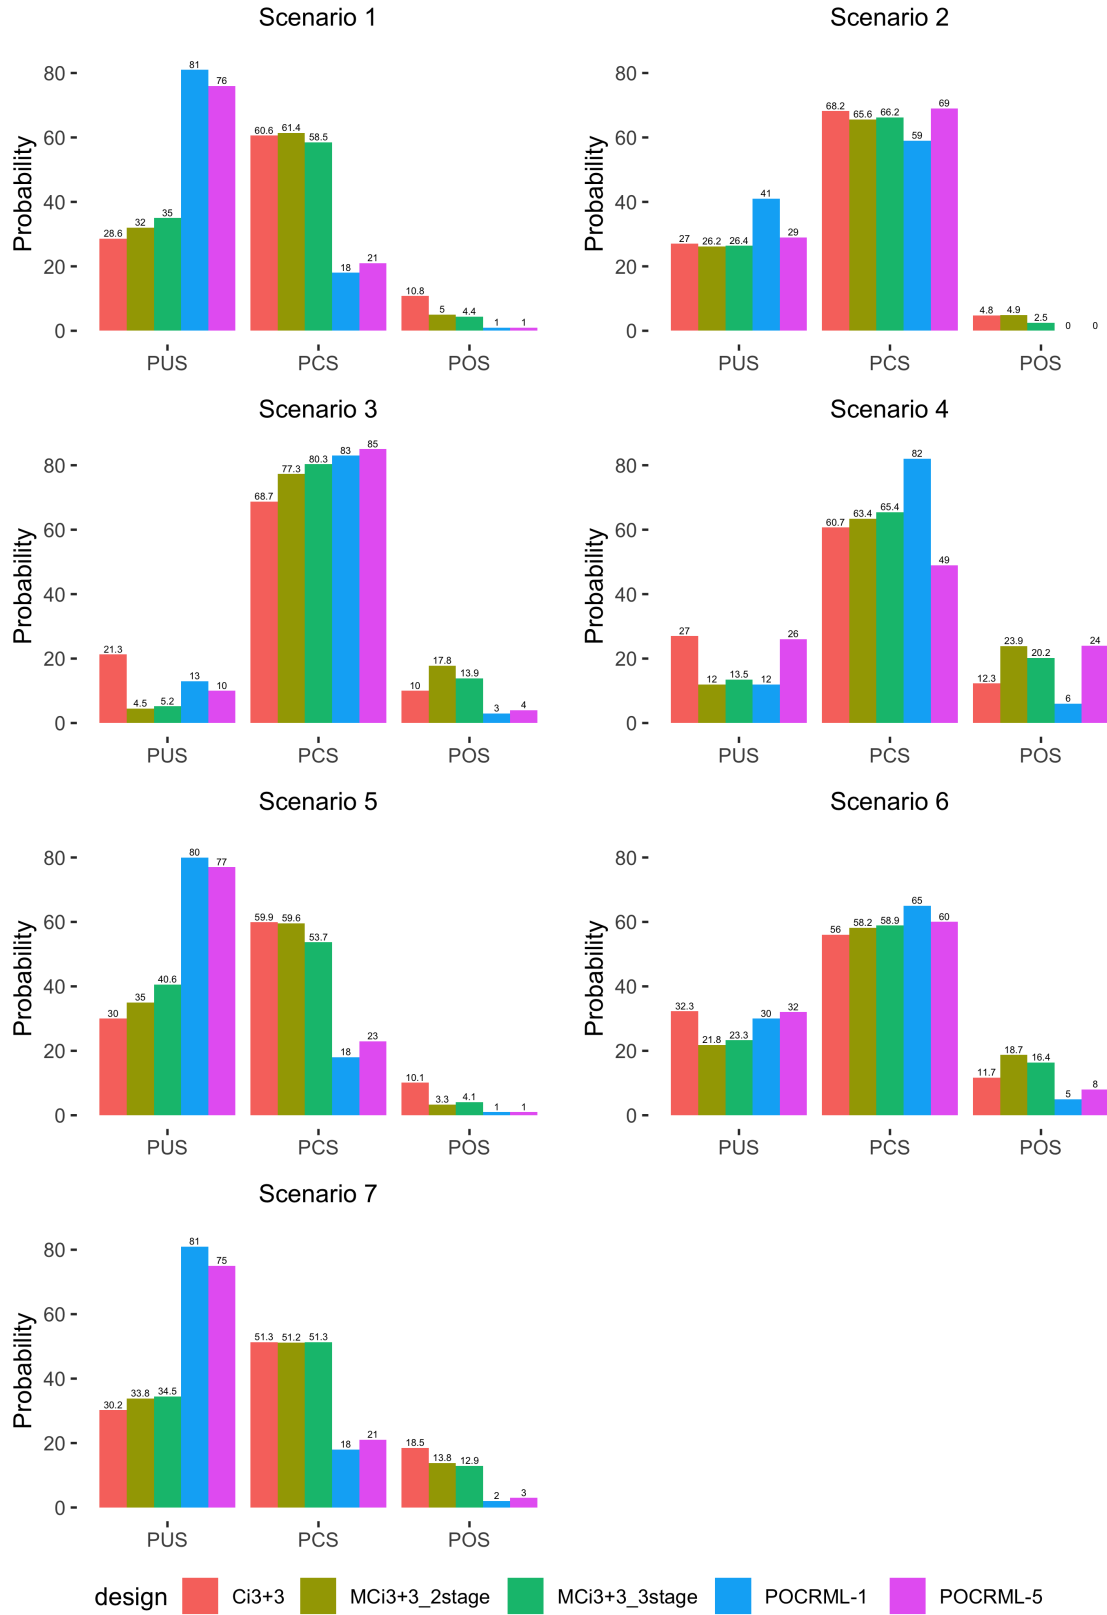 Scenario 1
Probability
80
60
40
20
0
28.6 32 35 81 76
60.6 61.4 58.5 18 21
10.8 5 4.4 1 1
PUS PCS POS
Scenario 2
Probability
80
60
40
20
0
27 26.2 26.4 41 29
68.2 65.6 66.2 59 69
4.8 4.9 2.5 0 0
PUS PCS POS
Scenario 3
Probability
80
60
40
20
0
21.3 4.5 5.2 13 10
68.7 77.3 80.3 83 85
10 17.8 13.9 3 4
PUS PCS POS
Scenario 4
Probability
80
60
40
20
0
27 12 13.5 12 26
60.7 63.4 65.4 82 49
12.3 23.9 20.2 6 24
PUS PCS POS
Scenario 5
Probability
80
60
40
20
0
30 35 40.6 80 77
59.9 59.6 53.7 18 23
10.1 3.3 4.1 1 1
PUS PCS POS
Scenario 6
Probability
80
60
40
20
0
32.3 21.8 23.3 30 32
56 58.2 58.9 65 60
11.7 18.7 16.4 5 8
PUS PCS POS
Scenario 7
Probability
80
60
40
20
0
30.2 33.8 34.5 81 75
51.3 51.2 51.3 18 21
18.5 13.8 12.9 2 3
PUS PCS POS
design Ci3+3 MCi3+3_2stage MCi3+3_3stage POCRML-1 POCRML-5